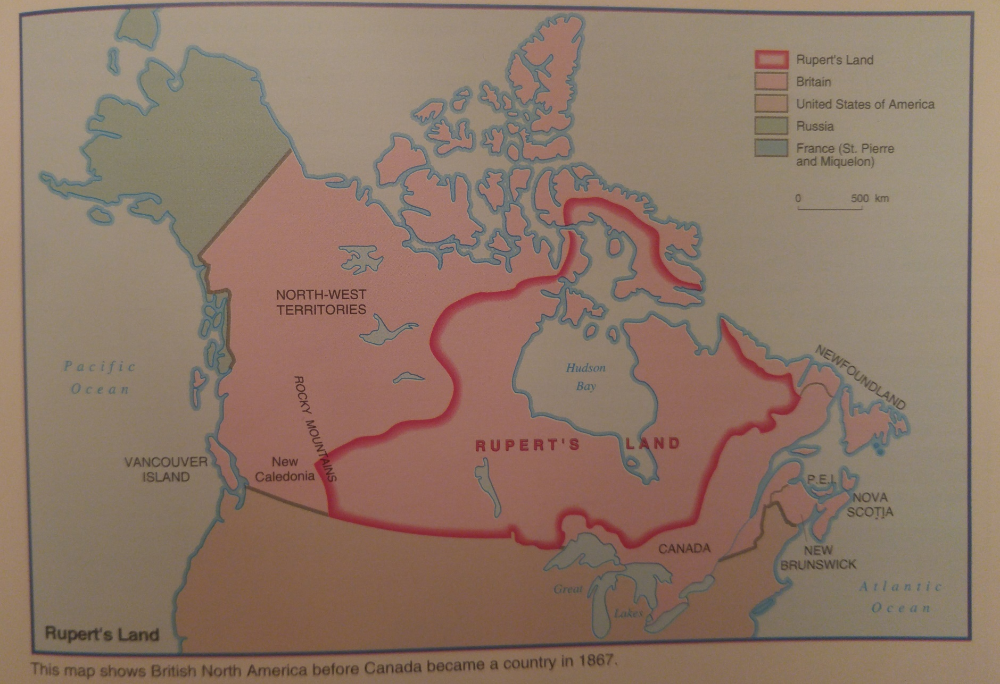 Rupert's Land
Britain
United States of America
Russia
France (St. Pierre
and Miquelon)
0 500 km
NORTH-WEST
TERRITORIES
Pacific
Ocean
ROCKY MOUNTAINS
Hudson
Bay
NEWFOUNDLAND
RUPERT'S LAND
VANCOUVER
ISLAND
New
Caledonia
P.E.I.
NOVA
SCOTIA
CANADA
NEW
BRUNSWICK
Great
Lakes
Atlantic
Ocean
Rupert's Land
This map shows British North America before Canada became a country in 1867.